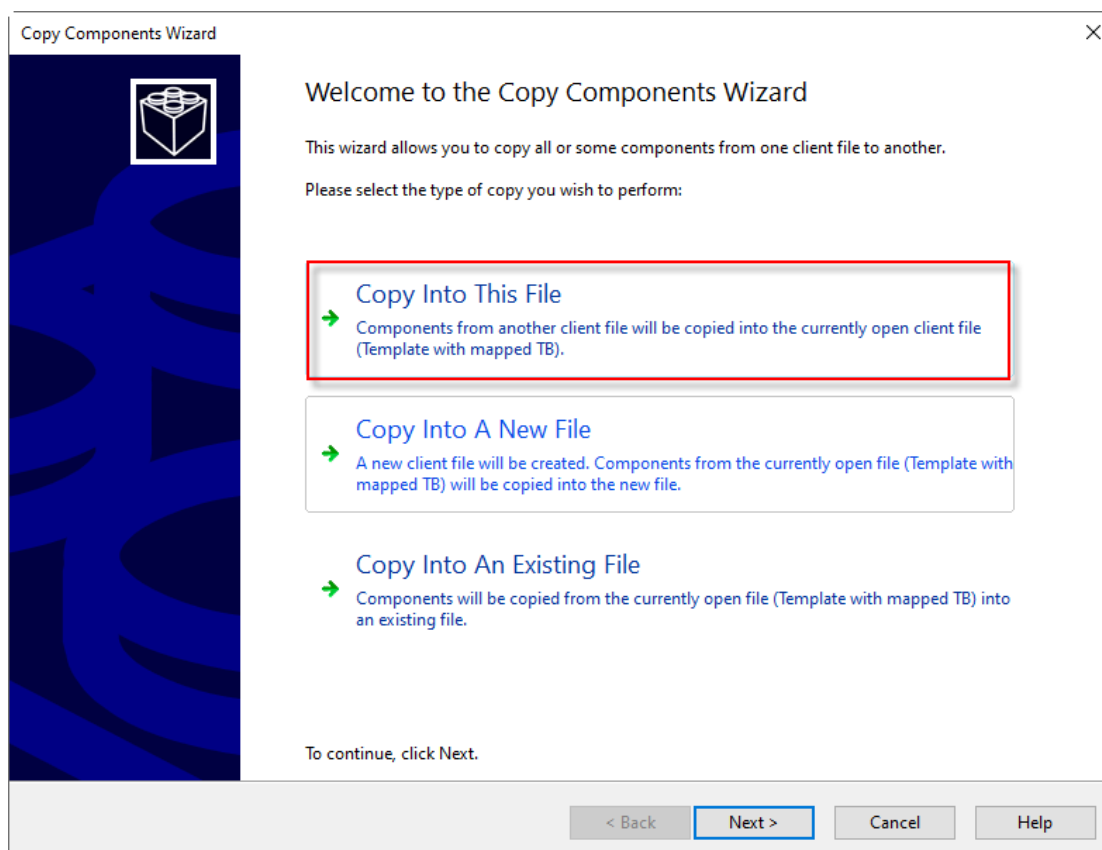 Copy Components Wizard
Welcome to the Copy Components Wizard
This wizard allows you to copy all or some components from one client file to another.
Please select the type of copy you wish to perform:
Copy Into This File
Components from another client file will be copied into the currently open client file
(Template with mapped TB).
Copy Into A New File
A new client file will be created. Components from the currently open file (Template with
mapped TB) will be copied into the new file.
Copy Into An Existing File
Components will be copied from the currently open file (Template with mapped TB) into
an existing file.
To continue, click Next.
< Back Next > Cancel Help